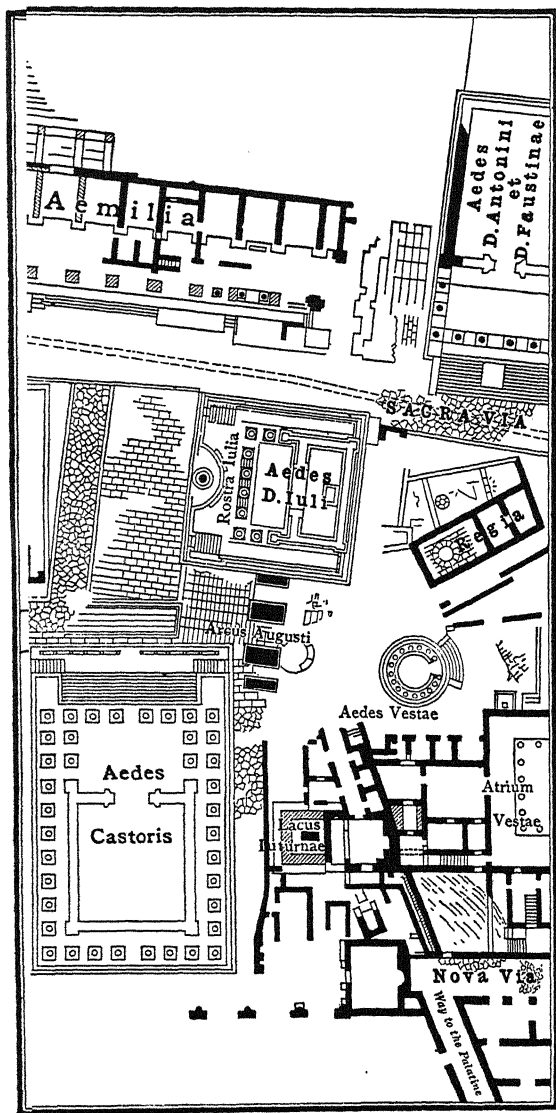 Aedes
D. Antonini
et
D. Faustinae
Aemilia
SACRA VIA
Rostra Iulia
Aedes
D. Iuli
Regia
Arcus Augusti
Aedes Vestae
Aedes
Castoris
Atrium
Vestae
Lacus
Iuturnae
NOVA VIA
Way to the Palatine